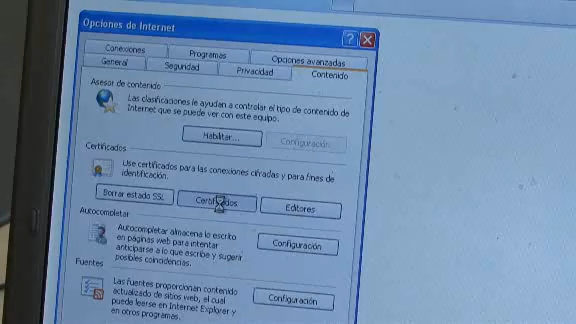 Opciones de Internet
Conexiones Programas Opciones avanzadas
General Seguridad Privacidad Contenido
Asesor de contenido
Las clasificaciones le ayudan a controlar el tipo de contenido de
Internet que se puede ver con este equipo.
Habilitar... Configuración
Certificados
Use certificados para las conexiones cifradas y para fines de
identificación.
Borrar estado SSL Certificados Editores
Autocompletar
Autocompletar almacena lo escrito
en páginas web para intentar
anticiparse a lo que escribe y sugerir
posibles coincidencias.
Configuración
Fuentes
Las fuentes proporcionan contenido
actualizado de sitios web, el cual
puede leerse en Internet Explorer y
en otros programas.
Configuración